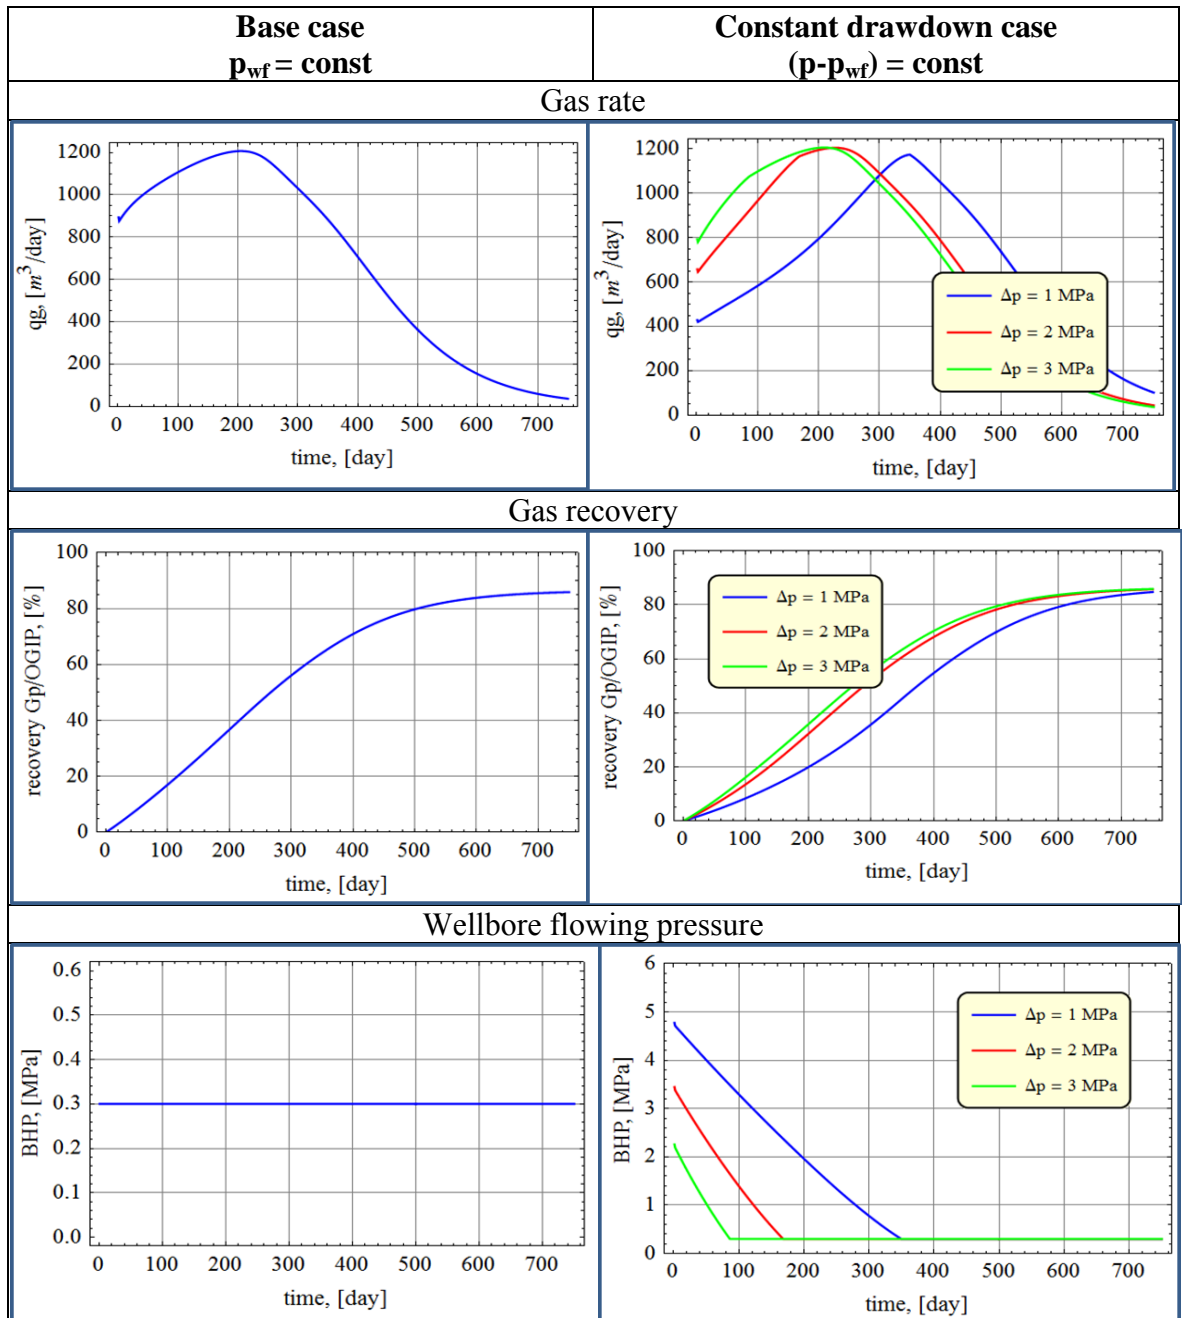 Base case
p_wf = const
Constant drawdown case
(p-p_wf) = const
Gas rate
1200
1000
800
600
400
200
0
qg, [m³/day]
0 100 200 300 400 500 600 700
time, [day]
1200
1000
800
600
400
200
0
qg, [m³/day]
Δp = 1 MPa
Δp = 2 MPa
Δp = 3 MPa
0 100 200 300 400 500 600 700
time, [day]
Gas recovery
100
80
60
40
20
0
recovery Gp/OGIP, [%]
0 100 200 300 400 500 600 700
time, [day]
100
80
60
40
20
0
recovery Gp/OGIP, [%]
Δp = 1 MPa
Δp = 2 MPa
Δp = 3 MPa
0 100 200 300 400 500 600 700
time, [day]
Wellbore flowing pressure
0.6
0.5
0.4
0.3
0.2
0.1
0.0
BHP, [MPa]
0 100 200 300 400 500 600 700
time, [day]
6
5
4
3
2
1
0
BHP, [MPa]
Δp = 1 MPa
Δp = 2 MPa
Δp = 3 MPa
0 100 200 300 400 500 600 700
time, [day]